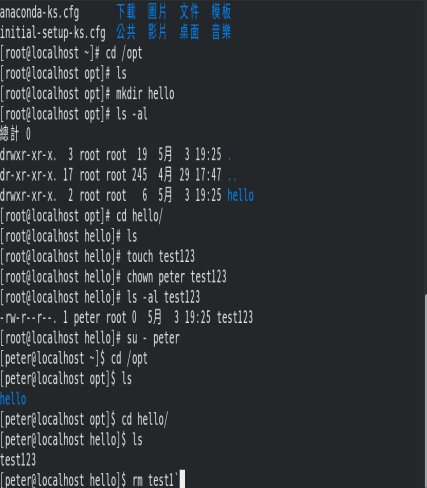 anaconda-ks.cfg 下載 圖片 文件 模板
initial-setup-ks.cfg 公共 影片 桌面 音樂
[root@localhost ~]# cd /opt
[root@localhost opt]# ls
[root@localhost opt]# mkdir hello
[root@localhost opt]# ls -al
總計 0
drwxr-xr-x. 3 root root 19 5月 3 19:25 .
dr-xr-xr-x. 17 root root 245 4月 29 17:47 ..
drwxr-xr-x. 2 root root 6 5月 3 19:25 hello
[root@localhost opt]# cd hello/
[root@localhost hello]# ls
[root@localhost hello]# touch test123
[root@localhost hello]# chown peter test123
[root@localhost hello]# ls -al test123
-rw-r--r--. 1 peter root 0 5月 3 19:25 test123
[root@localhost hello]# su - peter
[peter@localhost ~]$ cd /opt
[peter@localhost opt]$ ls
hello
[peter@localhost opt]$ cd hello/
[peter@localhost hello]$ ls
test123
[peter@localhost hello]$ rm test1`